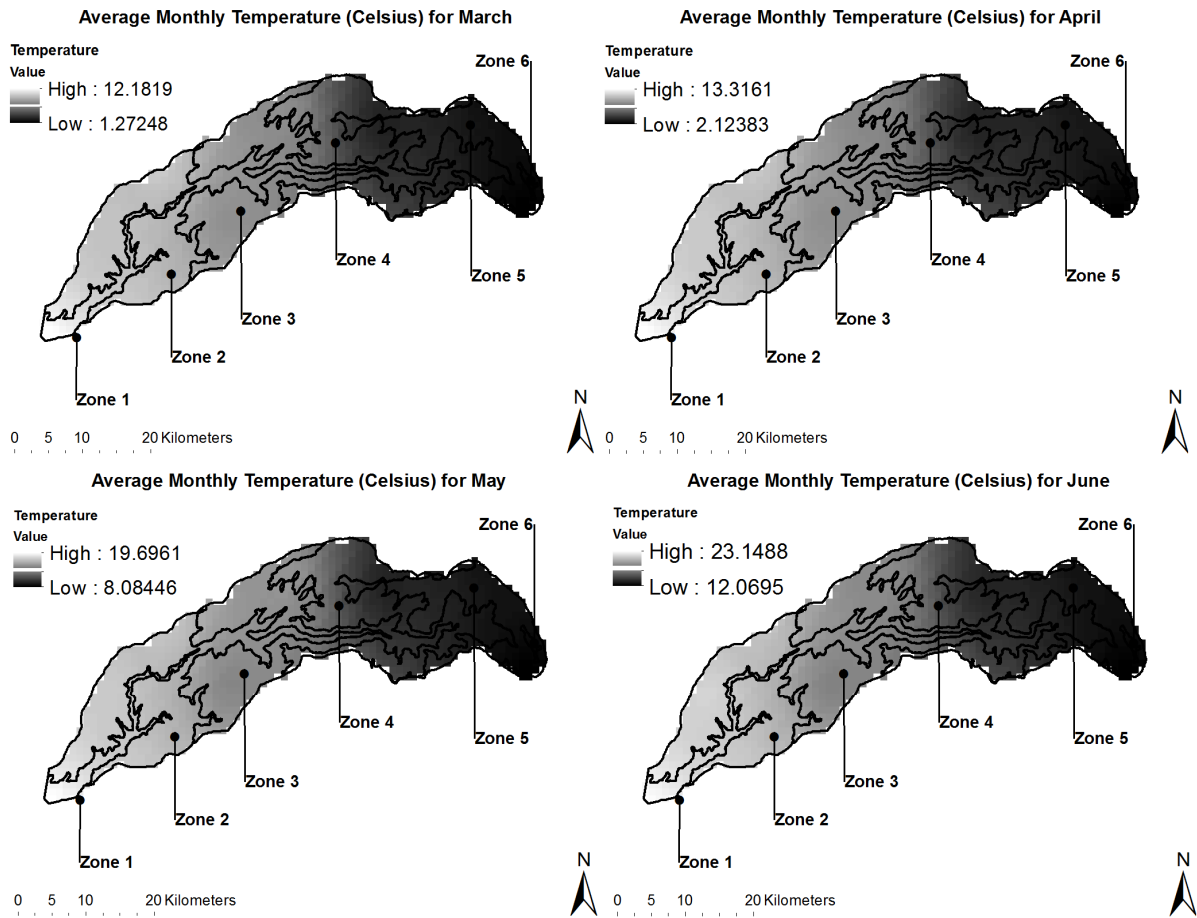 Average Monthly Temperature (Celsius) for March
Temperature
Value
High : 12.1819
Low : 1.27248
Zone 6
Zone 5
Zone 4
Zone 3
Zone 2
Zone 1
N
0 5 10 20 Kilometers
Average Monthly Temperature (Celsius) for April
Temperature
Value
High : 13.3161
Low : 2.12383
Zone 6
Zone 5
Zone 4
Zone 3
Zone 2
Zone 1
N
0 5 10 20 Kilometers
Average Monthly Temperature (Celsius) for May
Temperature
Value
High : 19.6961
Low : 8.08446
Zone 6
Zone 4
Zone 5
Zone 3
Zone 2
Zone 1
N
0 5 10 20 Kilometers
Average Monthly Temperature (Celsius) for June
Temperature
Value
High : 23.1488
Low : 12.0695
Zone 6
Zone 4
Zone 5
Zone 3
Zone 2
Zone 1
N
0 5 10 20 Kilometers